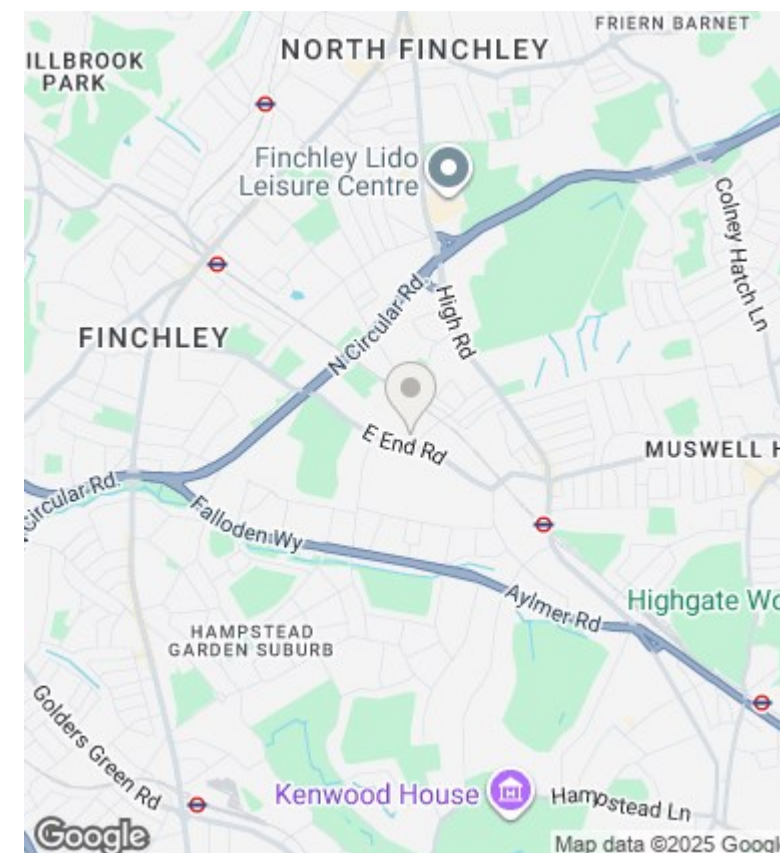 FRIERN BARNET
NORTH FINCHLEY
ILLBROOK
PARK
Finchley Lido
Leisure Centre
Colney Hatch Ln
N Circular Rd
High Rd
FINCHLEY
E End Rd
MUSWELL H
Circular Rd
Falloden Wy
Aylmer Rd
Highgate Wo
HAMPSTEAD
GARDEN SUBURB
Golders Green Rd
Kenwood House
Hampstead Ln
Google
Map data ©2025 Google